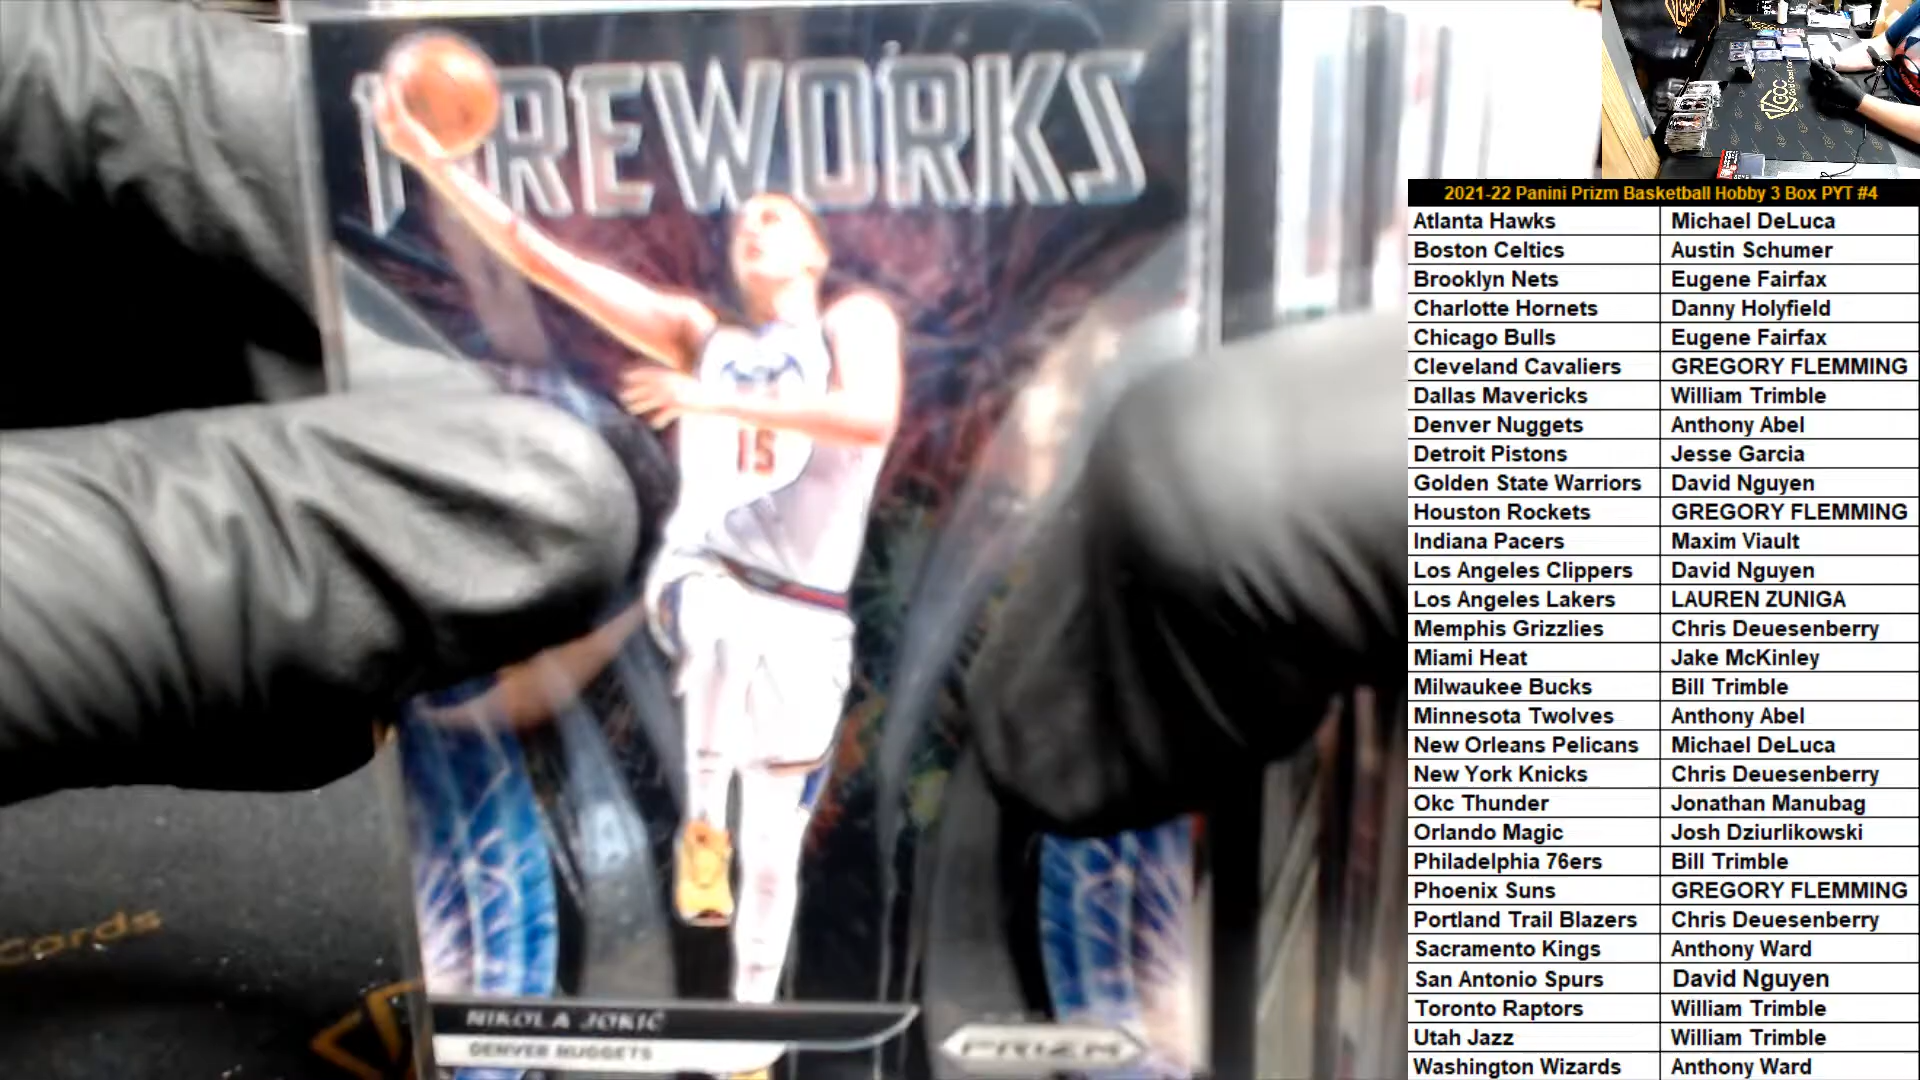 FIREWORKS
15
NIKOLA JOKIĆ
DENVER NUGGETS
PRIZM
Cards
2021-22 Panini Prizm Basketball Hobby 3 Box PYT #4
Atlanta Hawks Michael DeLuca
Boston Celtics Austin Schumer
Brooklyn Nets Eugene Fairfax
Charlotte Hornets Danny Holyfield
Chicago Bulls Eugene Fairfax
Cleveland Cavaliers GREGORY FLEMMING
Dallas Mavericks William Trimble
Denver Nuggets Anthony Abel
Detroit Pistons Jesse Garcia
Golden State Warriors David Nguyen
Houston Rockets GREGORY FLEMMING
Indiana Pacers Maxim Viault
Los Angeles Clippers David Nguyen
Los Angeles Lakers LAUREN ZUNIGA
Memphis Grizzlies Chris Deuesenberry
Miami Heat Jake McKinley
Milwaukee Bucks Bill Trimble
Minnesota Twolves Anthony Abel
New Orleans Pelicans Michael DeLuca
New York Knicks Chris Deuesenberry
Okc Thunder Jonathan Manubag
Orlando Magic Josh Dziurlikowski
Philadelphia 76ers Bill Trimble
Phoenix Suns GREGORY FLEMMING
Portland Trail Blazers Chris Deuesenberry
Sacramento Kings Anthony Ward
San Antonio Spurs David Nguyen
Toronto Raptors William Trimble
Utah Jazz William Trimble
Washington Wizards Anthony Ward